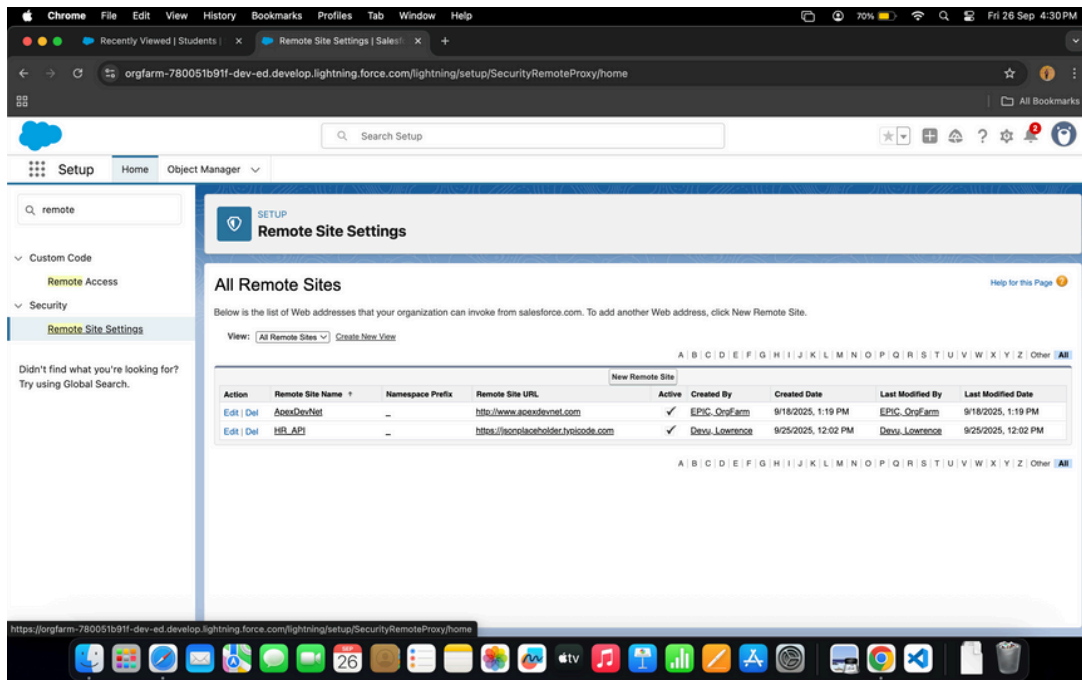 Chrome File Edit View History Bookmarks Profiles Tab Window Help 70% Fri 26 Sep 4:30 PM
Recently Viewed | Students | Remote Site Settings | Salesf
orgfarm-780051b91f-dev-ed.develop.lightning.force.com/lightning/setup/SecurityRemoteProxy/home
All Bookmarks
Search Setup 2
Setup Home Object Manager
remote
SETUP
Remote Site Settings
Custom Code
Remote Access
Security
Remote Site Settings
Didn't find what you're looking for?
Try using Global Search.
All Remote Sites Help for this Page
Below is the list of Web addresses that your organization can invoke from salesforce.com. To add another Web address, click New Remote Site.
View: All Remote Sites Create New View
A | B | C | D | E | F | G | H | I | J | K | L | M | N | O | P | Q | R | S | T | U | V | W | X | Y | Z | Other All
New Remote Site
Action Remote Site Name ↑ Namespace Prefix Remote Site URL Active Created By Created Date Last Modified By Last Modified Date
Edit | Del ApexDevNet http://www.apexdevnet.com ✓ EPIC, OrgFarm 9/18/2025, 1:19 PM EPIC, OrgFarm 9/18/2025, 1:19 PM
Edit | Del HR_API https://jsonplaceholder.typicode.com ✓ Devu, Lowrence 9/25/2025, 12:02 PM Devu, Lowrence 9/25/2025, 12:02 PM
A | B | C | D | E | F | G | H | I | J | K | L | M | N | O | P | Q | R | S | T | U | V | W | X | Y | Z | Other All
https://orgfarm-780051b91f-dev-ed.develop.lightning.force.com/lightning/setup/SecurityRemoteProxy/home
SEP
26
tv